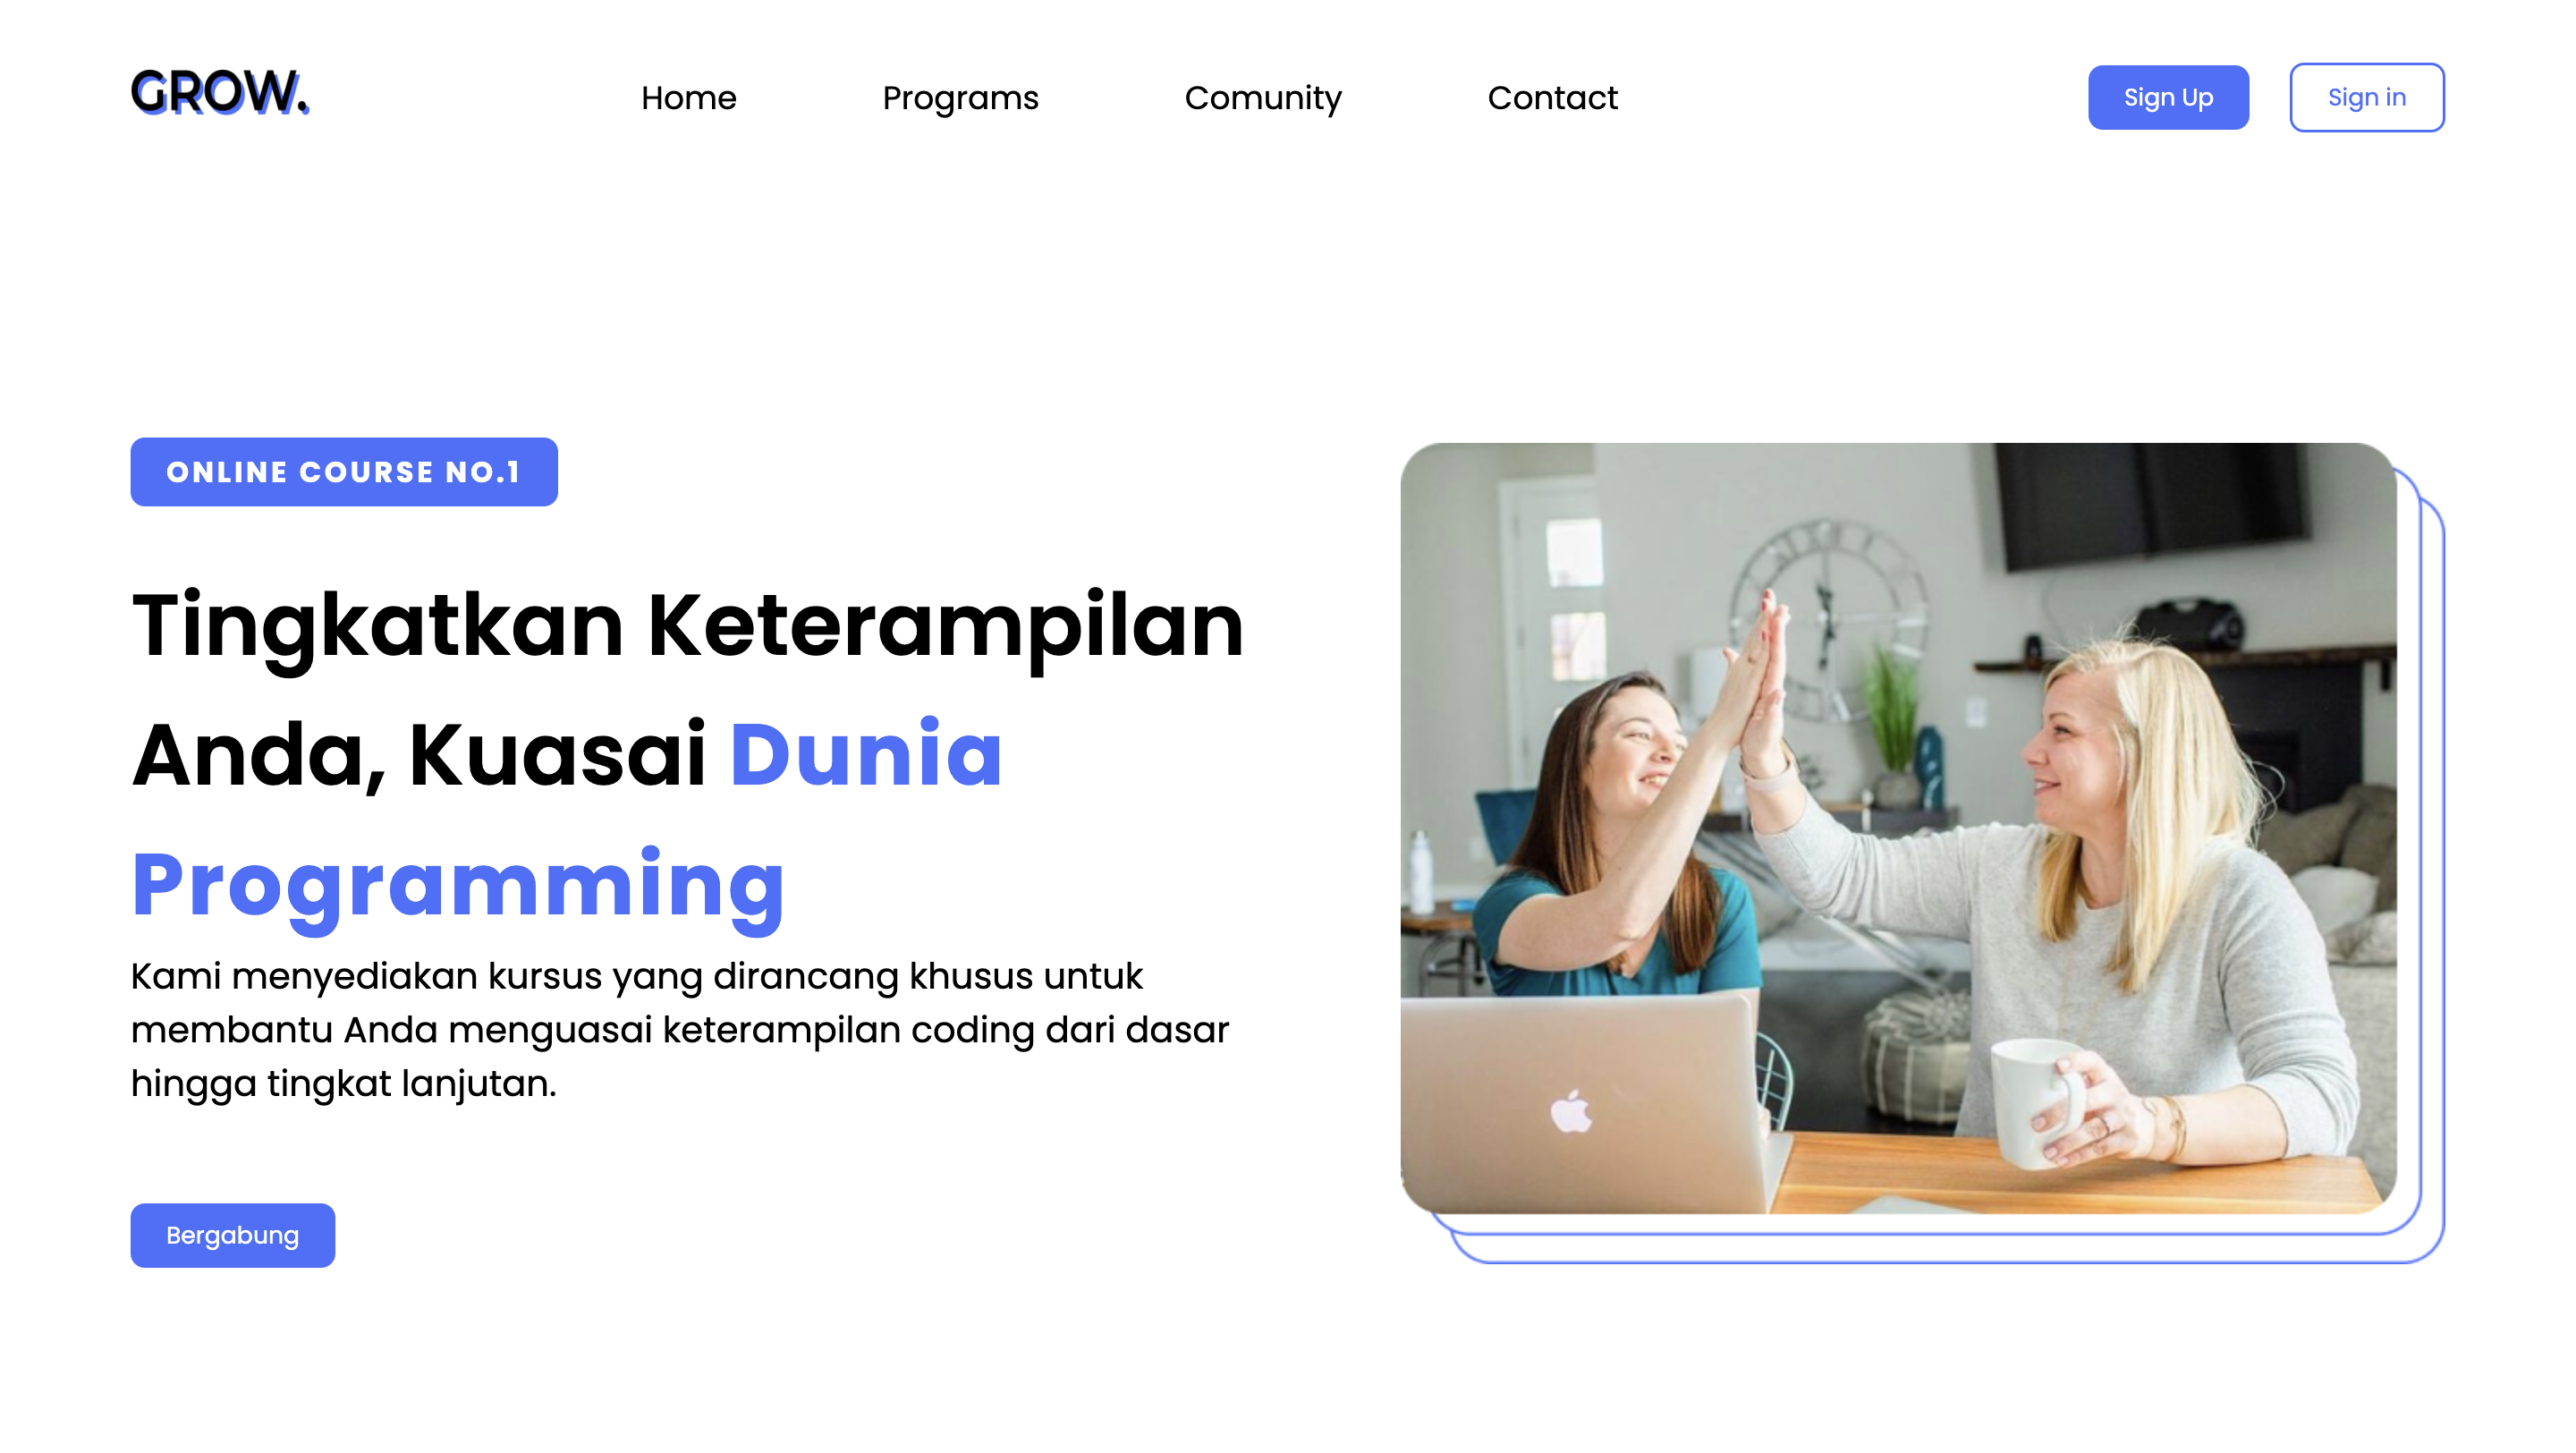 GROW.
Home
Programs
Comunity
Contact
Sign Up
Sign in
ONLINE COURSE NO.1
Tingkatkan Keterampilan
Anda, Kuasai Dunia
Programming
Kami menyediakan kursus yang dirancang khusus untuk
membantu Anda menguasai keterampilan coding dari dasar
hingga tingkat lanjutan.
Bergabung